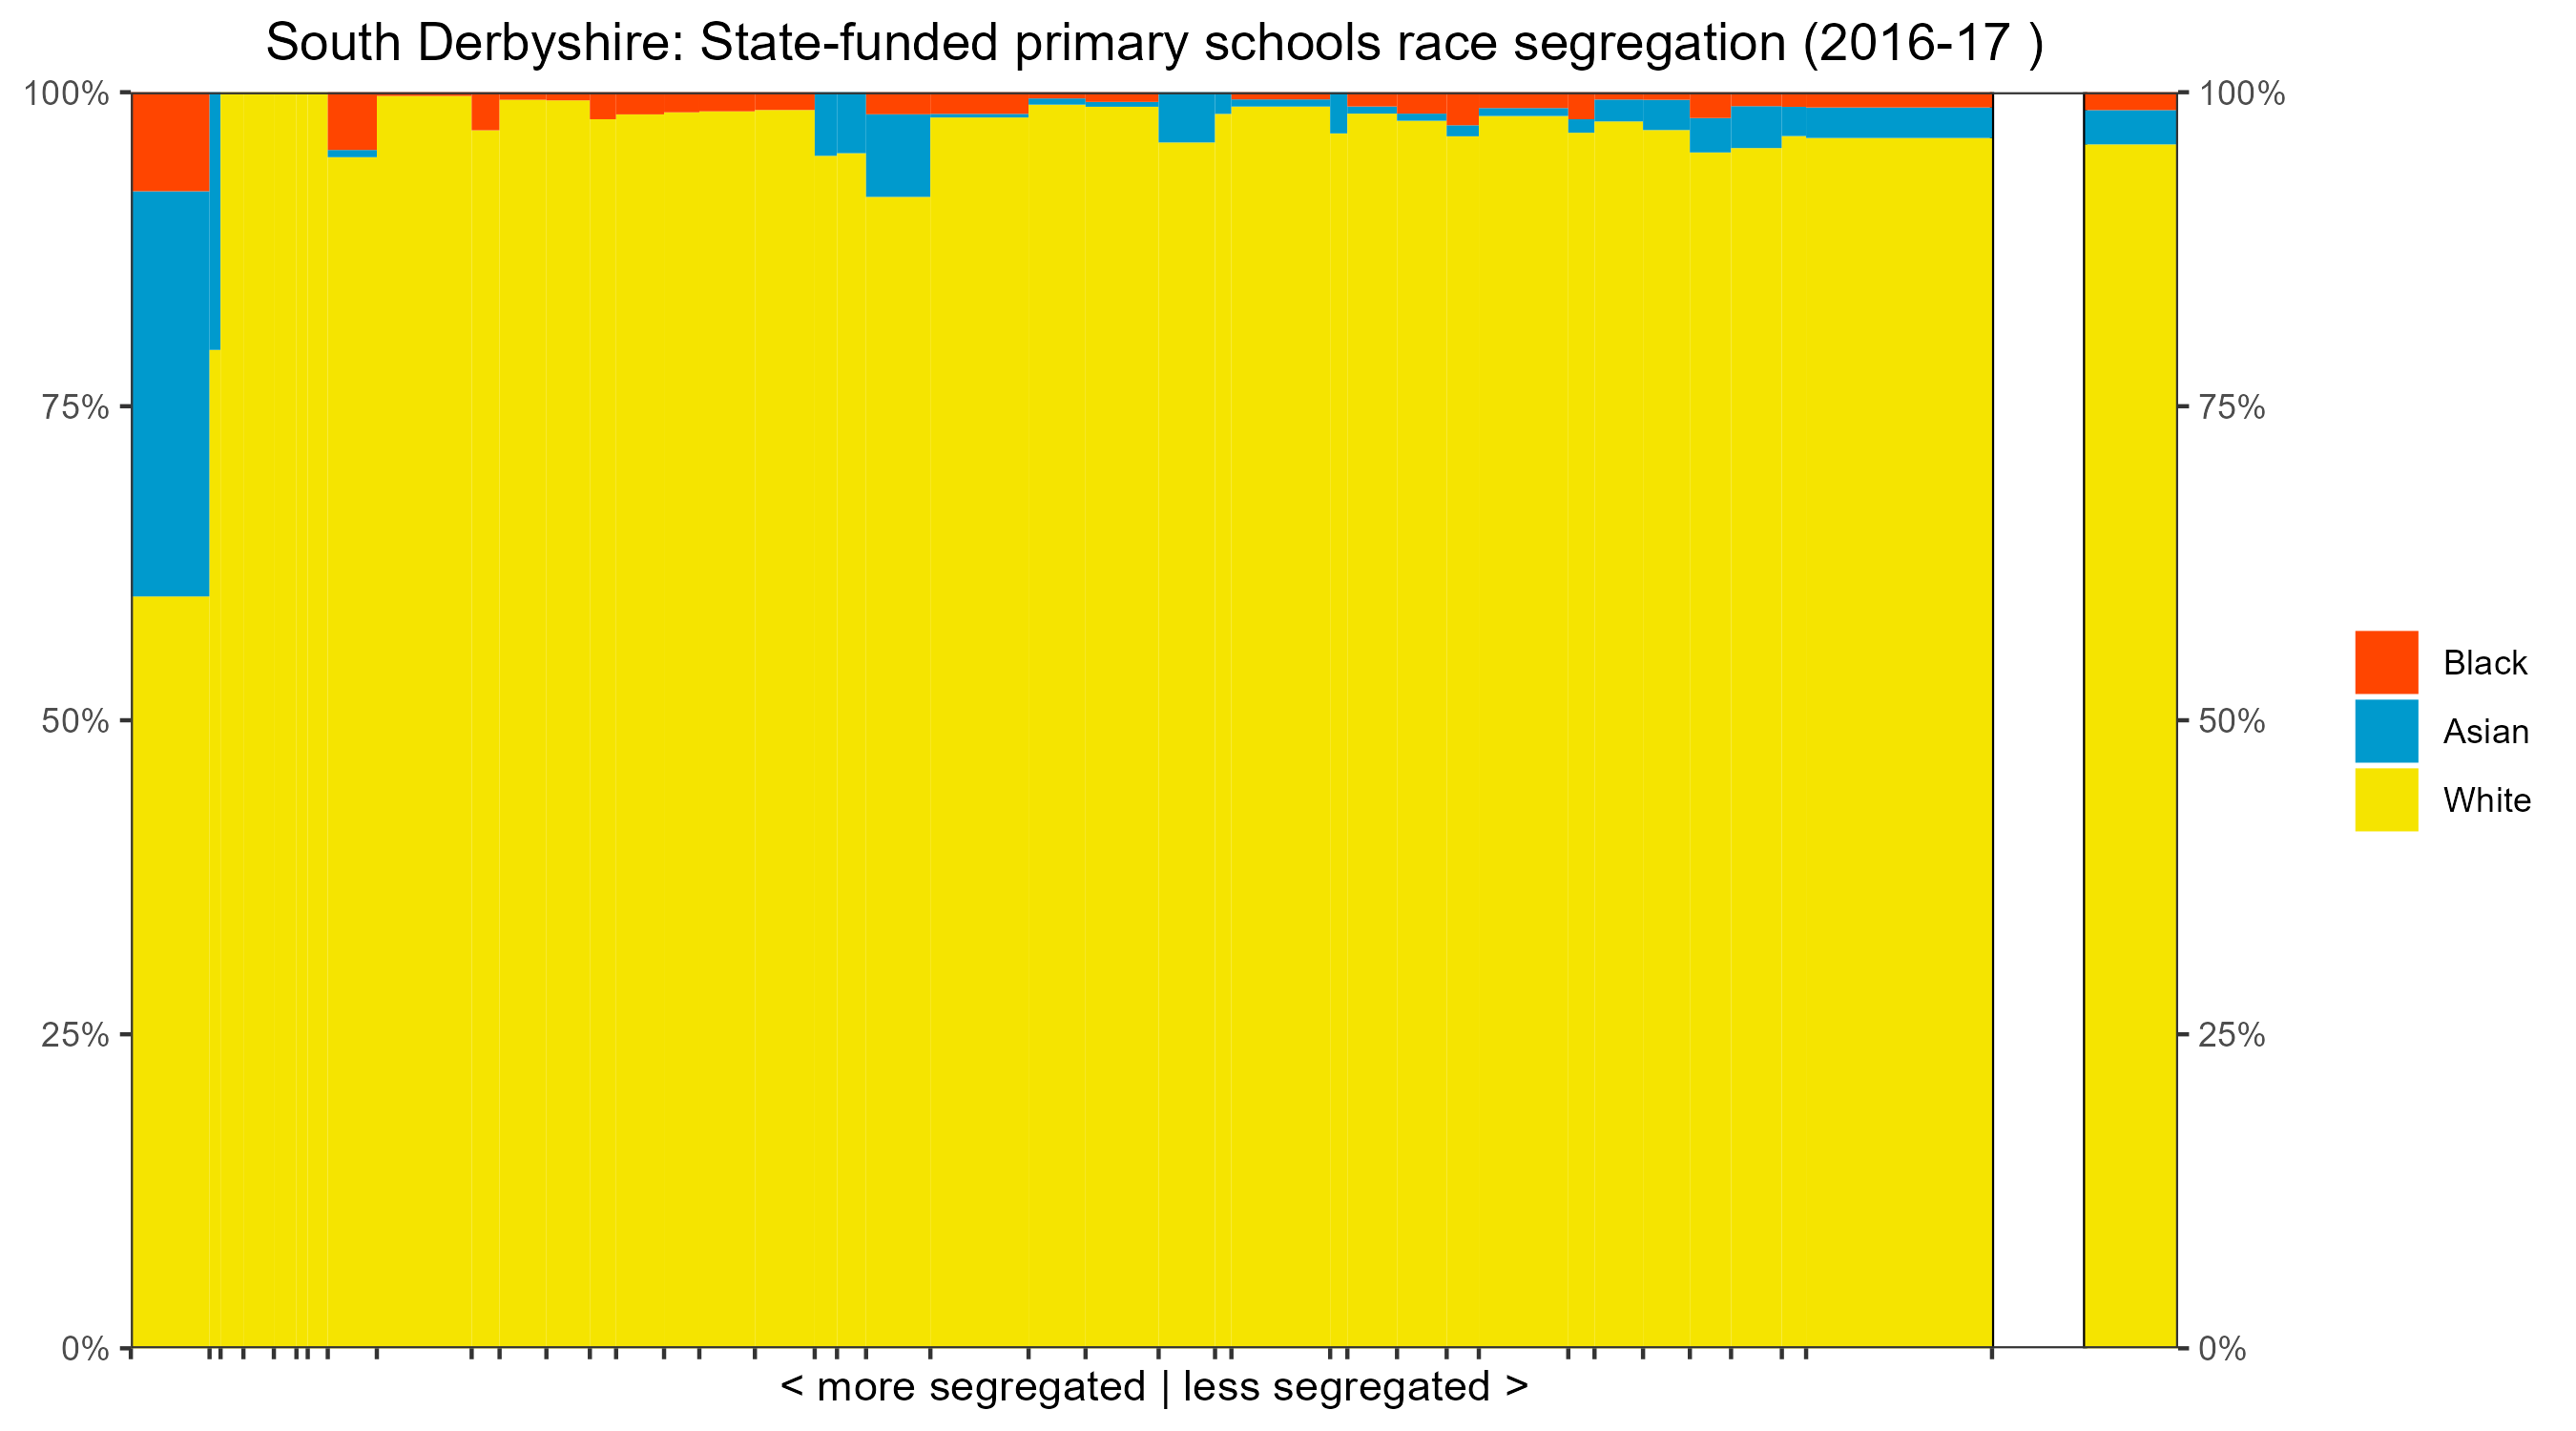 South Derbyshire: State-funded primary schools race segregation (2016-17 )
100%
75%
50%
25%
0%
100%
75%
50%
25%
0%
Black
Asian
White
< more segregated | less segregated >